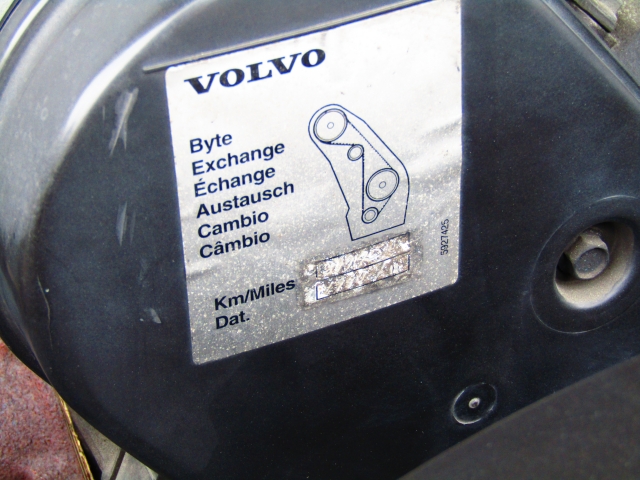 VOLVO
Byte
Exchange
Échange
Austausch
Cambio
Câmbio
Km/Miles
Dat.
5927425